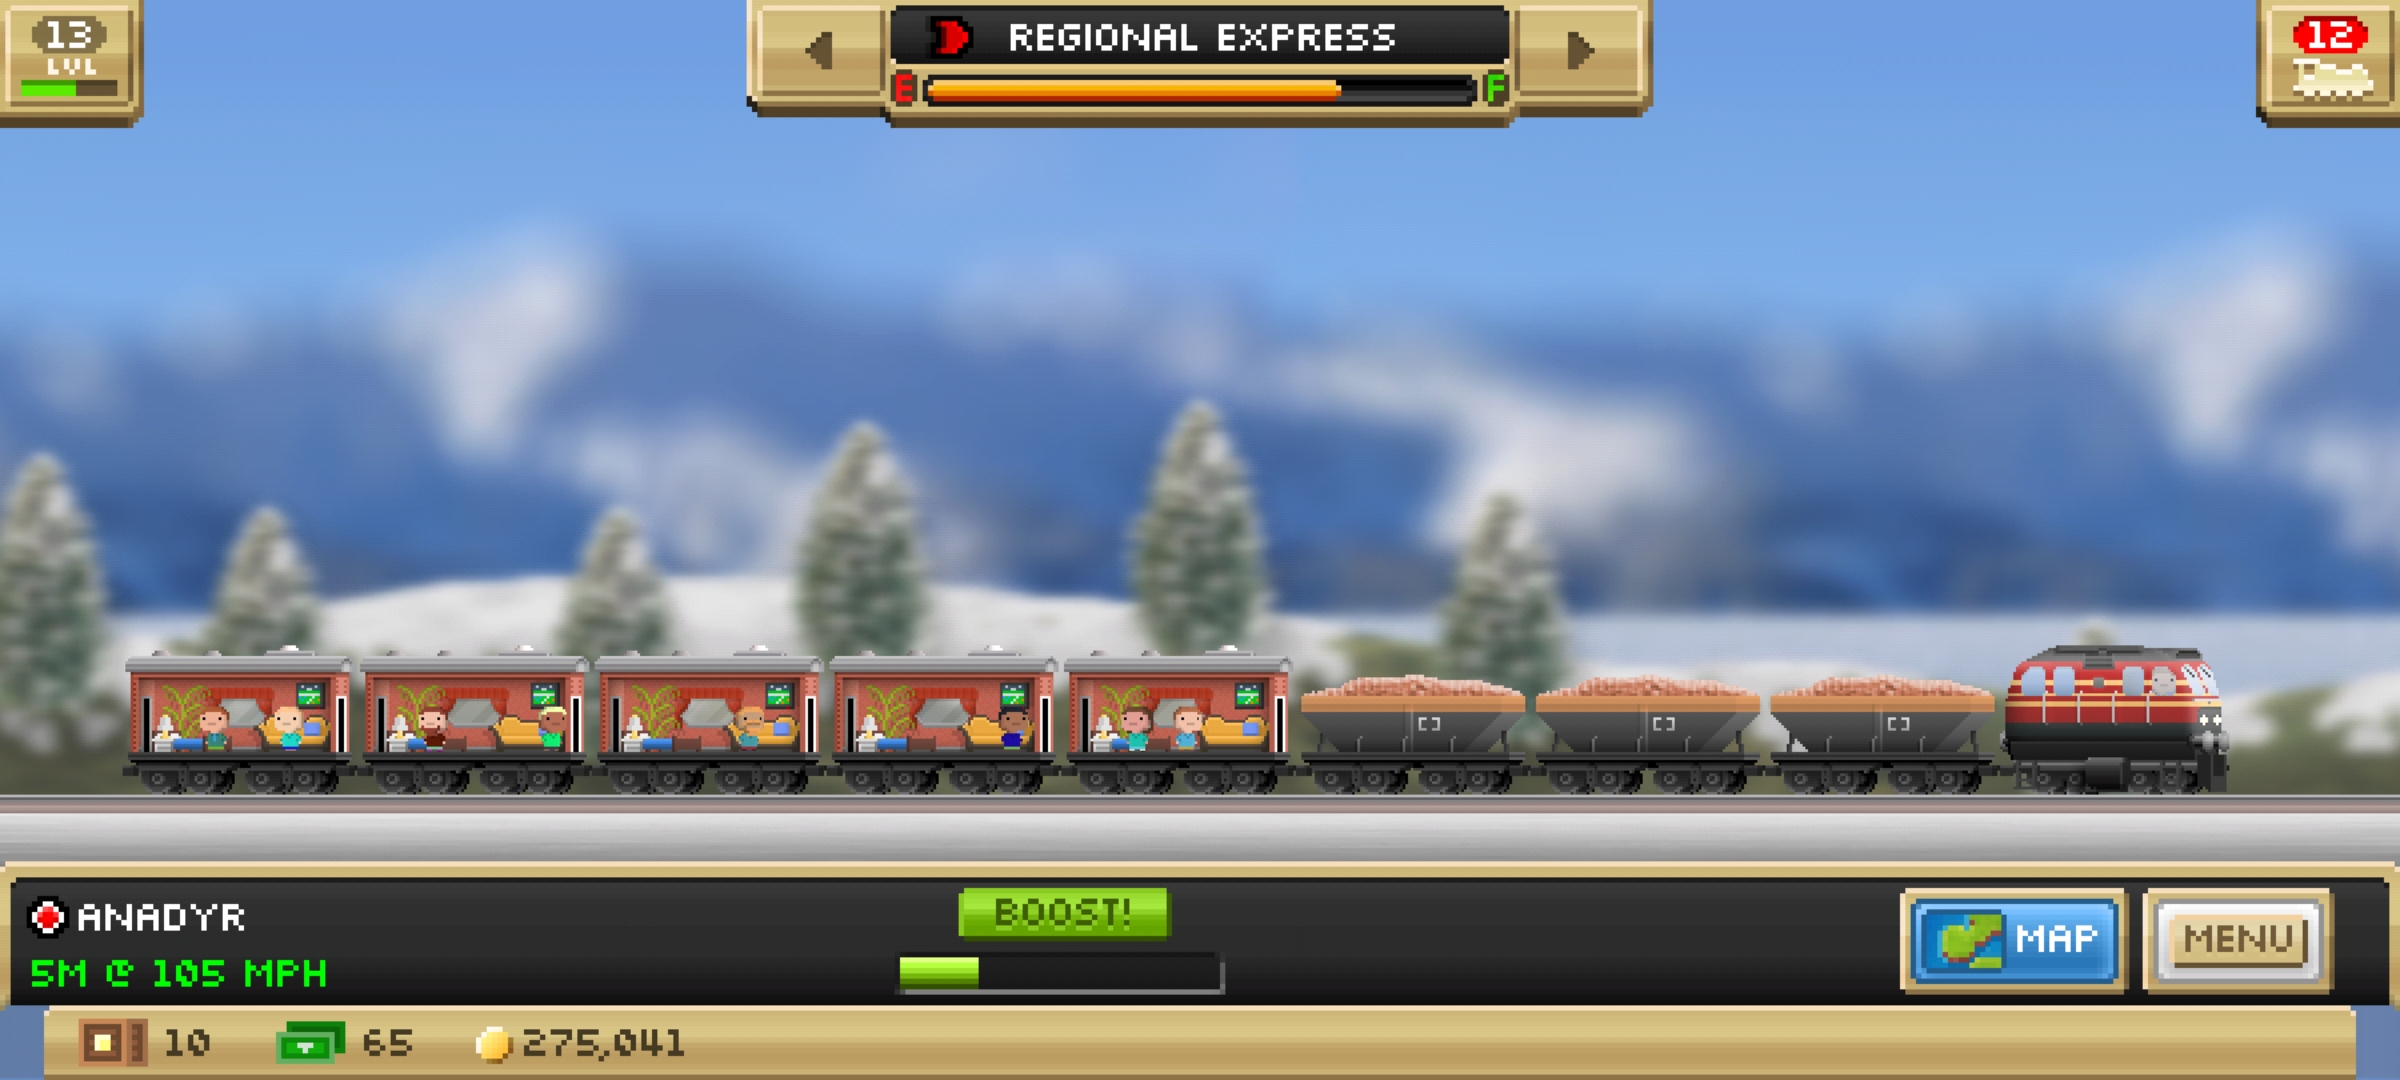 13
LVL
REGIONAL EXPRESS
E F
12
ANADYR
5M @ 105 MPH
BOOST!
MAP
MENU
10
65
275,041